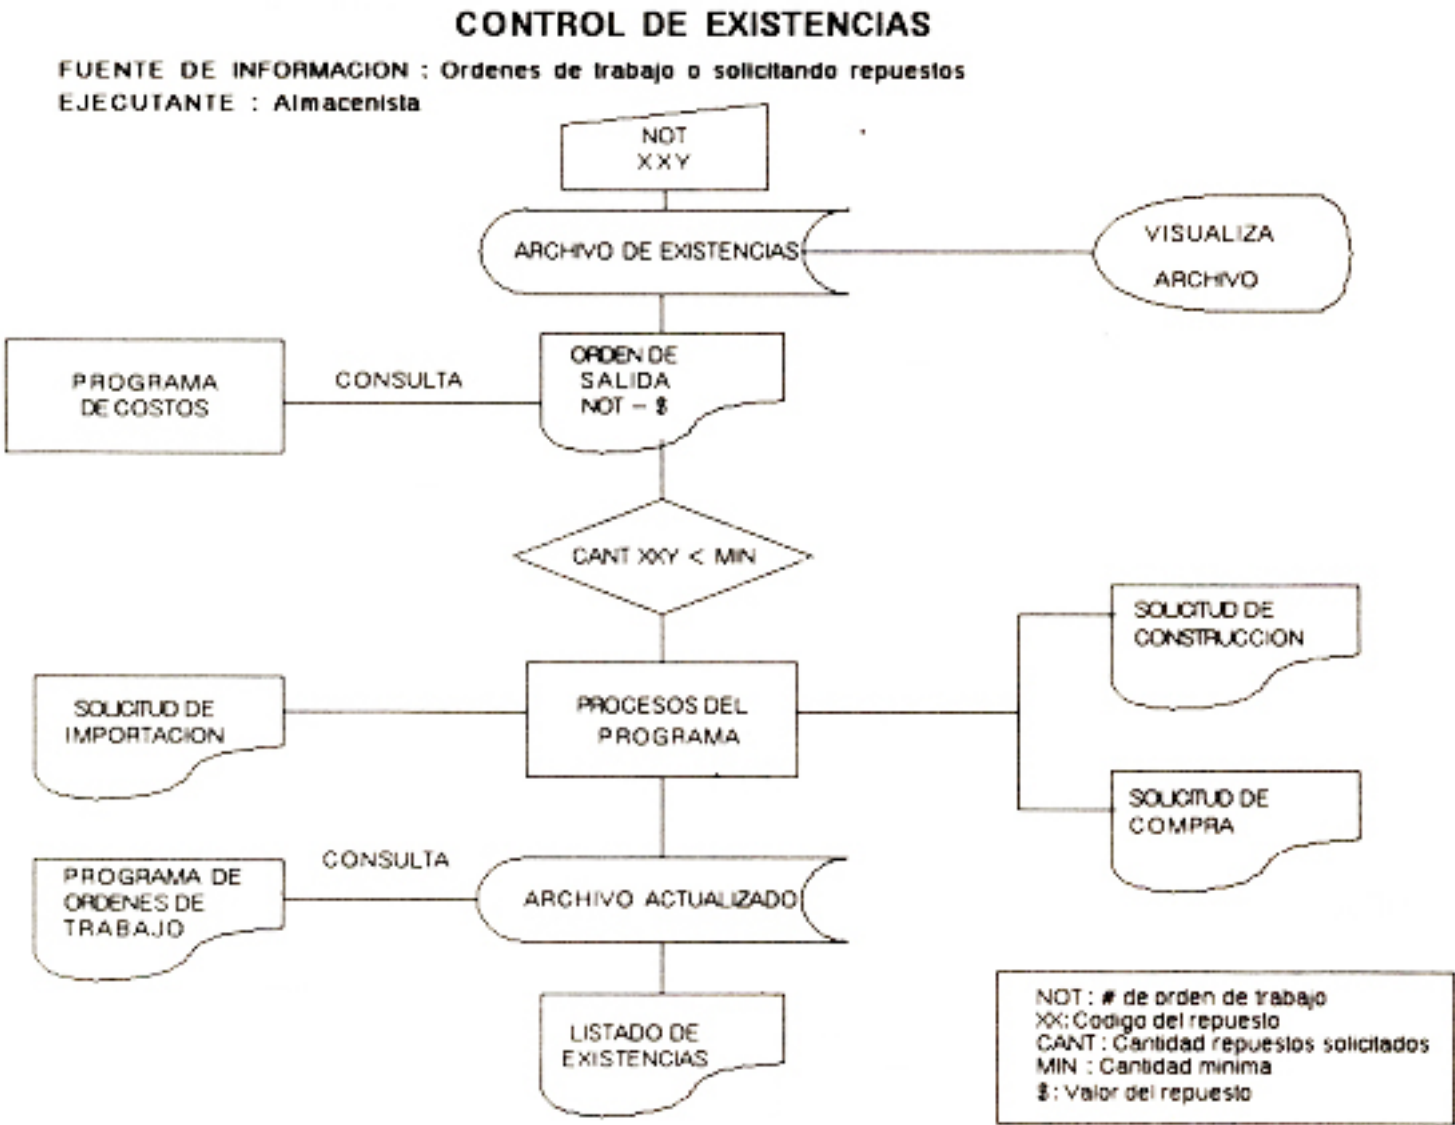 CONTROL DE EXISTENCIAS
FUENTE DE INFORMACION : Ordenes de trabajo o solicitando repuestos
EJECUTANTE : Almacenista
NOT
XXY
ARCHIVO DE EXISTENCIAS
VISUALIZA
ARCHIVO
PROGRAMA
DE COSTOS
CONSULTA
ORDEN DE
SALIDA
NOT - $
CANT XXY < MIN
SOLICITUD DE
CONSTRUCCION
SOLICITUD DE
IMPORTACION
PROCESOS DEL
PROGRAMA
SOLICITUD DE
COMPRA
PROGRAMA DE
ORDENES DE
TRABAJO
CONSULTA
ARCHIVO ACTUALIZADO
LISTADO DE
EXISTENCIAS
NOT : # de orden de trabajo
XX: Codigo del repuesto
CANT : Cantidad repuestos solicitados
MIN : Cantidad minima
$ : Valor del repuesto